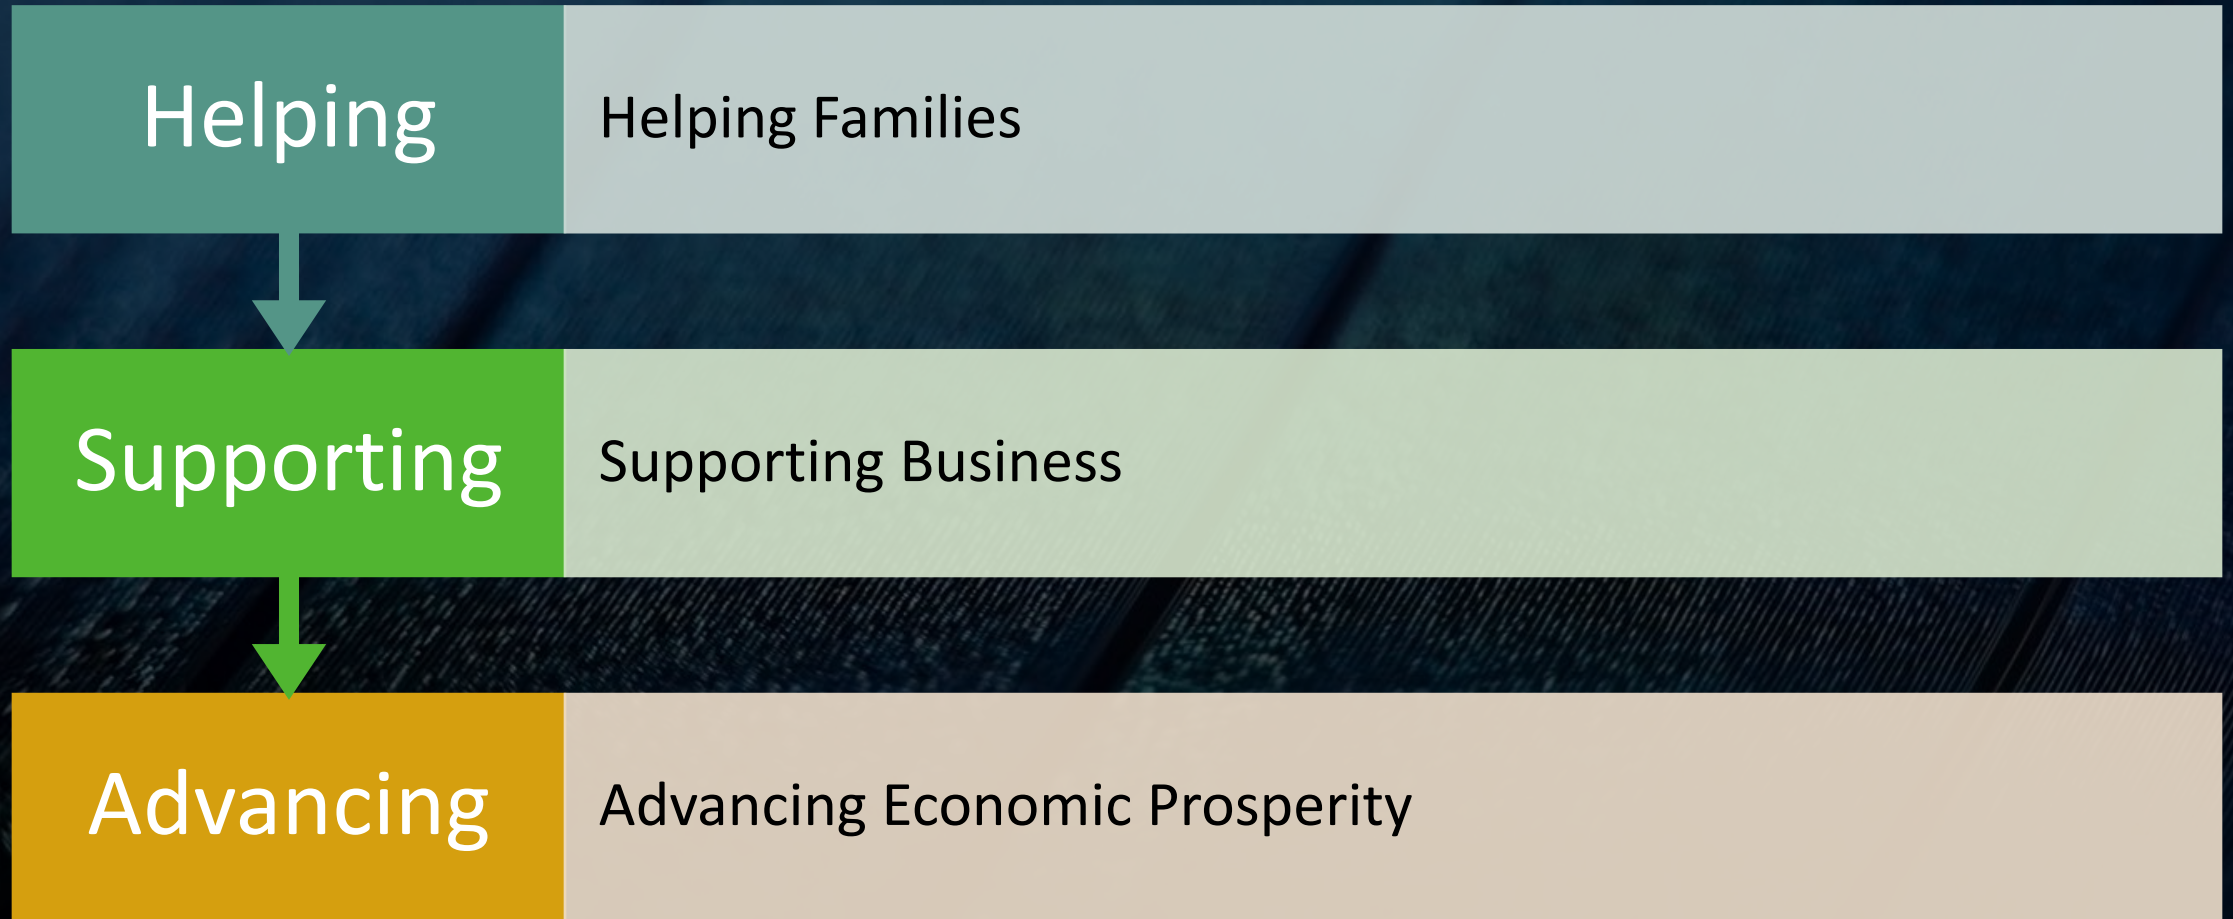 Helping
Helping Families
Supporting
Supporting Business
Advancing
Advancing Economic Prosperity